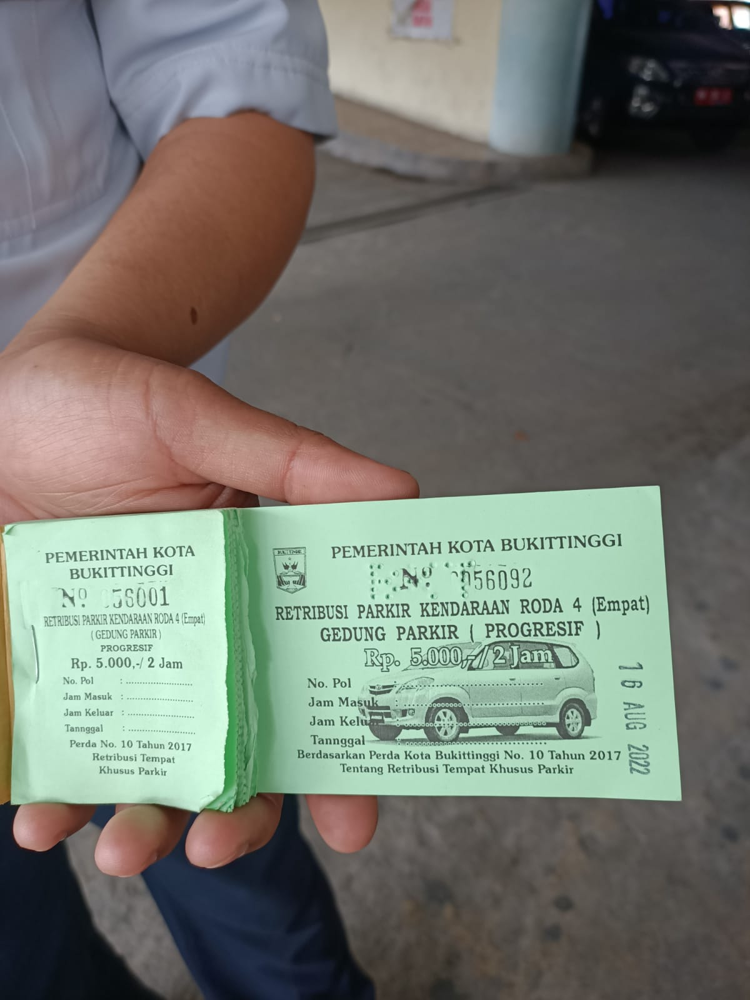 PEMERINTAH KOTA
BUKITTINGGI
Nº 056001
RETRIBUSI PARKIR KENDARAAN RODA 4 (Empat)
( GEDUNG PARKIR )
PROGRESIF
Rp. 5.000,-/ 2 Jam
No. Pol : ..........................
Jam Masuk : ..........................
Jam Keluar : ..........................
Tannggal : ..........................
Perda No. 10 Tahun 2017
Retribusi Tempat
Khusus Parkir
PEMERINTAH KOTA BUKITTINGGI
Nº 056092
RETRIBUSI PARKIR KENDARAAN RODA 4 (Empat)
GEDUNG PARKIR ( PROGRESIF )
Rp. 5.000,-/ 2 Jam
No. Pol : ..........................
Jam Masuk : ..........................
Jam Keluar : ..........................
Tannggal : ..........................
Berdasarkan Perda Kota Bukittinggi No. 10 Tahun 2017
Tentang Retribusi Tempat Khusus Parkir
16 AUG 2022